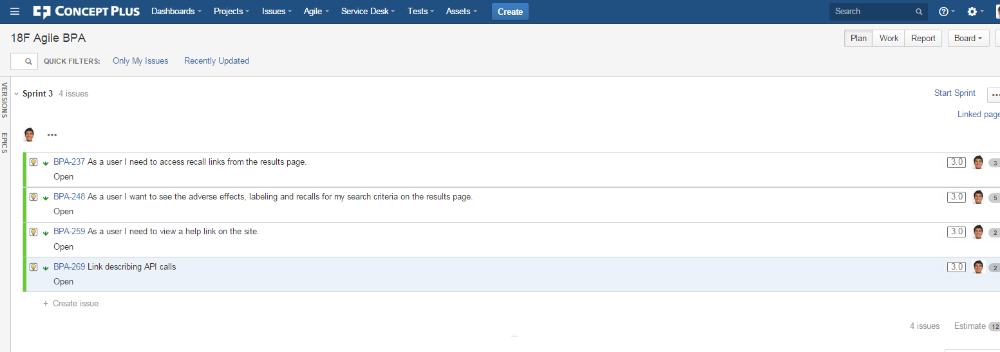 CONCEPT PLUS Dashboards Projects Issues Agile Service Desk Tests Assets Create Search
18F Agile BPA Plan Work Report Board
QUICK FILTERS: Only My Issues Recently Updated
VERSIONS
EPICS
Sprint 3 4 issues Start Sprint
Linked page
BPA-237 As a user I need to access recall links from the results page. 3.0 3
Open
BPA-248 As a user I want to see the adverse effects, labeling and recalls for my search criteria on the results page. 3.0 5
Open
BPA-259 As a user I need to view a help link on the site. 3.0 2
Open
BPA-269 Link describing API calls 3.0 2
Open
+ Create issue
4 issues Estimate 12